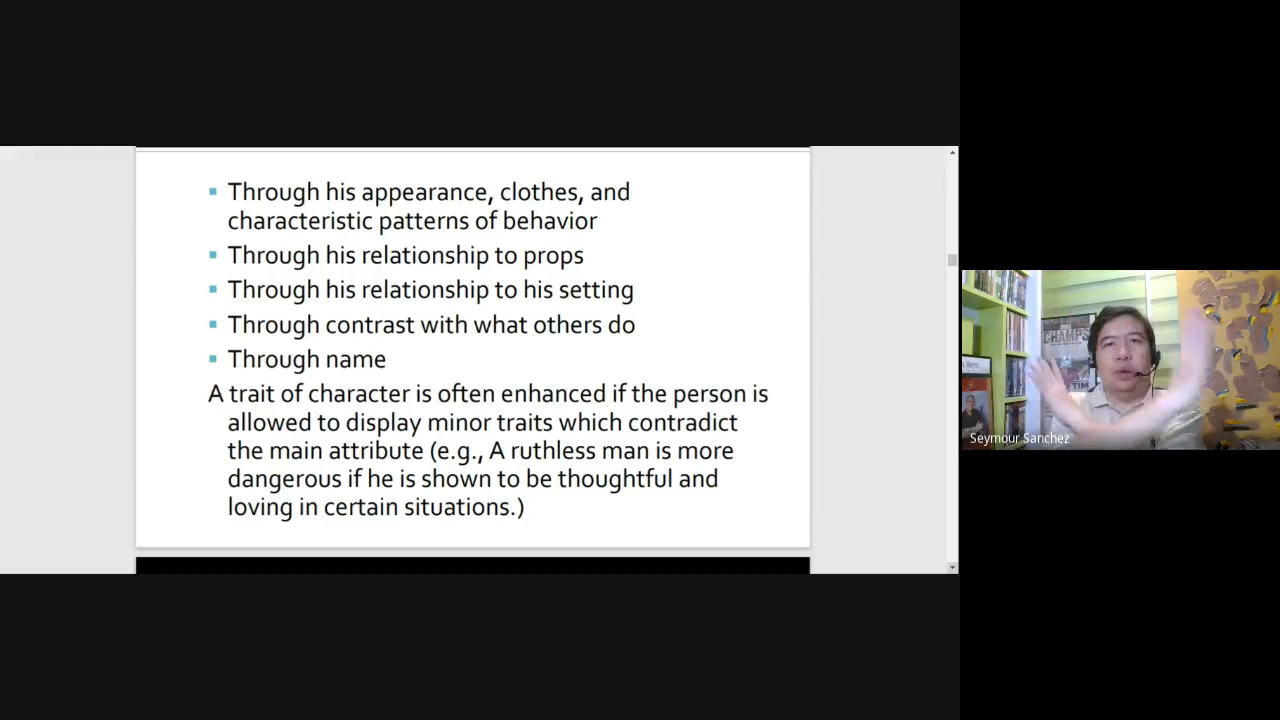 Through his appearance, clothes, and
characteristic patterns of behavior
Through his relationship to props
Through his relationship to his setting
Through contrast with what others do
Through name
A trait of character is often enhanced if the person is
allowed to display minor traits which contradict
the main attribute (e.g., A ruthless man is more
dangerous if he is shown to be thoughtful and
loving in certain situations.)
CHAMPS
TIM
Seymour Sanchez